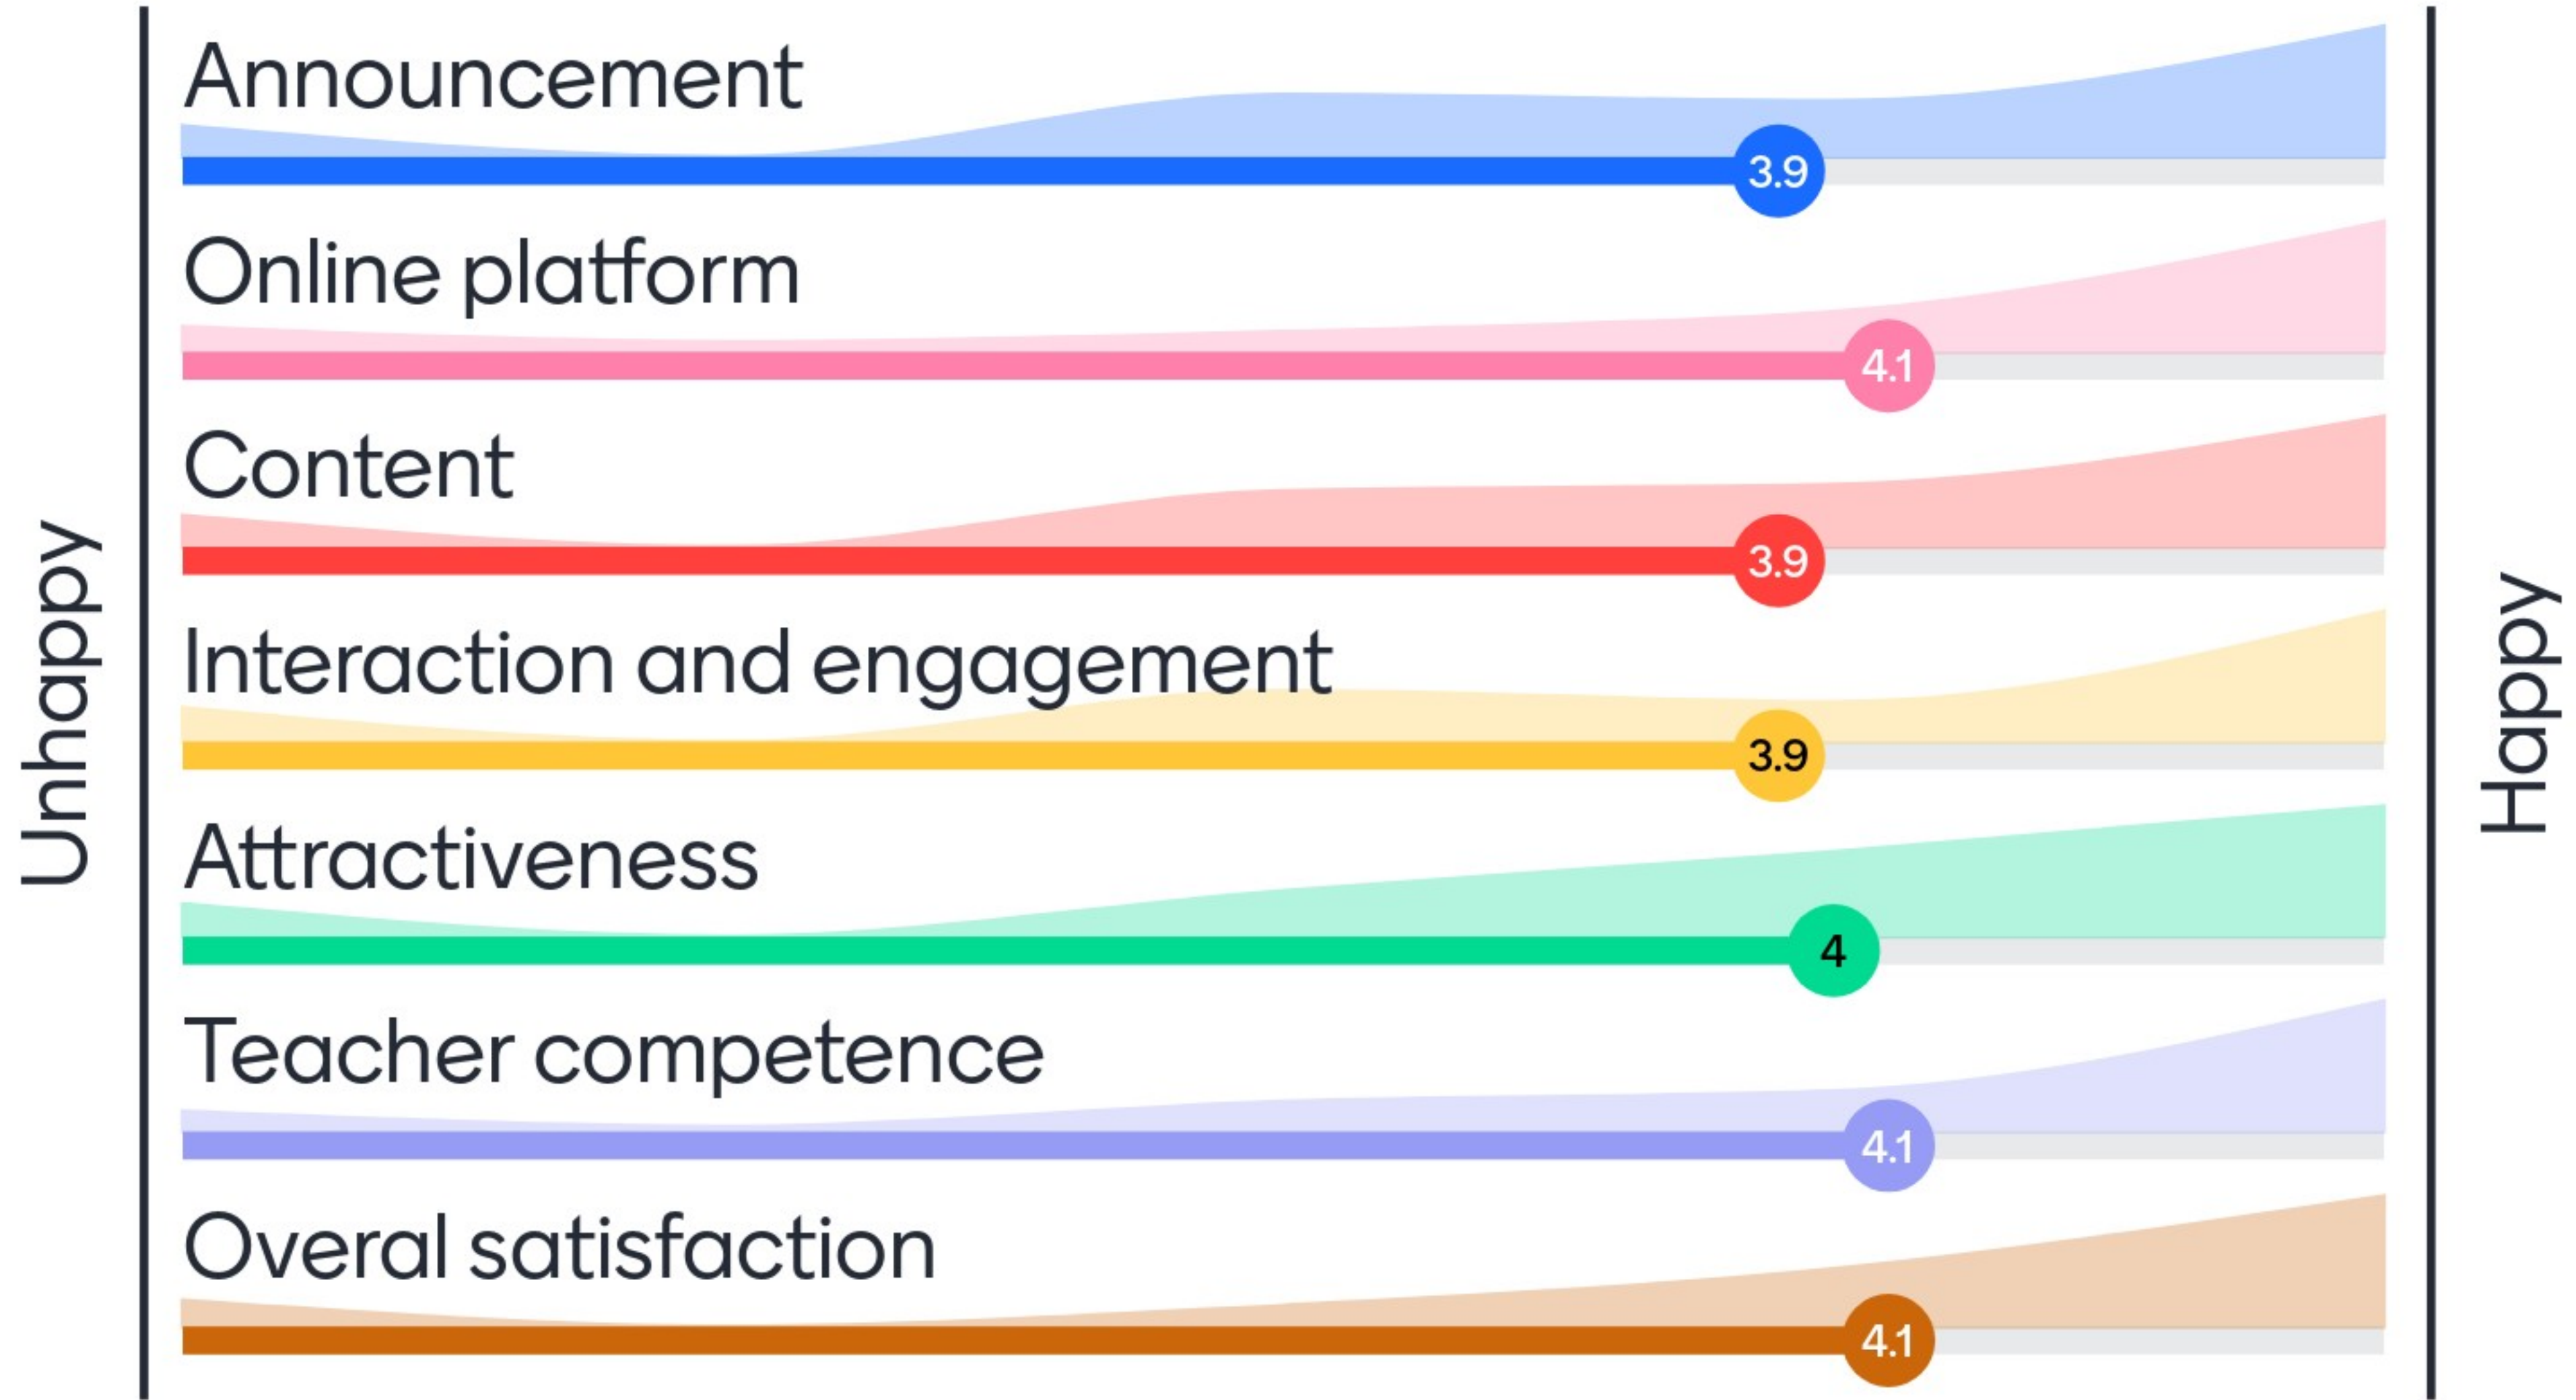 Announcement
3.9
Online platform
4.1
Content
3.9
Interaction and engagement
3.9
Attractiveness
4
Teacher competence
4.1
Overal satisfaction
4.1
Unhappy
Happy